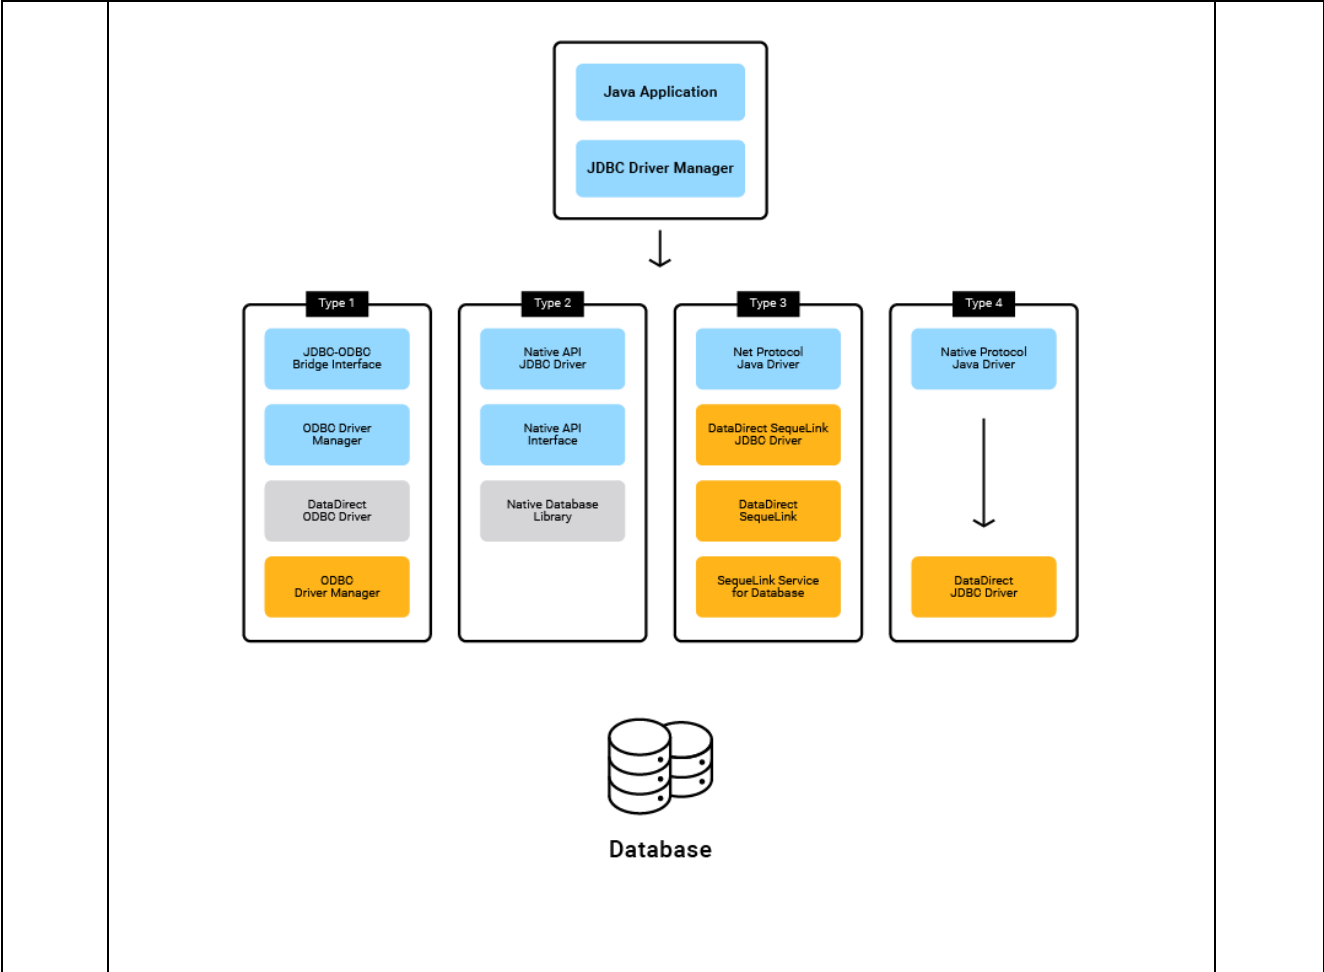 Java Application
JDBC Driver Manager
Type 1
JDBC-ODBC
Bridge Interface
ODBC Driver
Manager
DataDirect
ODBC Driver
ODBC
Driver Manager
Type 2
Native API
JDBC Driver
Native API
Interface
Native Database
Library
Type 3
Net Protocol
Java Driver
DataDirect SequeLink
JDBC Driver
DataDirect
SequeLink
SequeLink Service
for Database
Type 4
Native Protocol
Java Driver
DataDirect
JDBC Driver
Database